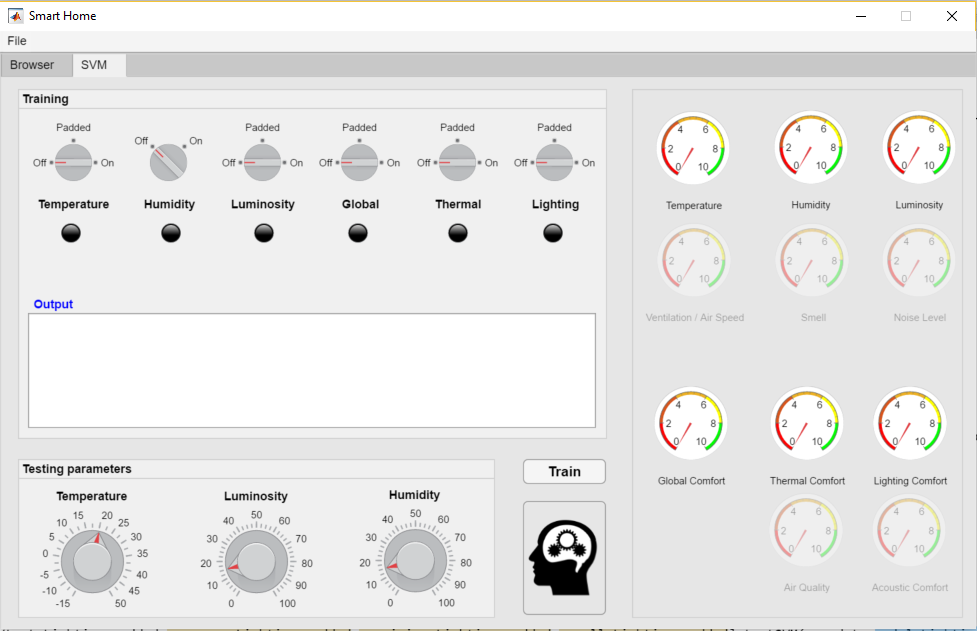 Smart Home
File
Browser SVM
Training
Padded Off On
Off On
Padded Off On
Padded Off On
Padded Off On
Padded Off On
Temperature Humidity Luminosity Global Thermal Lighting
Output
Testing parameters
Temperature
-15 -10 -5 0 5 10 15 20 25 30 35 40 45 50
Luminosity
0 10 20 30 40 50 60 70 80 90 100
Humidity
0 10 20 30 40 50 60 70 80 90 100
Train
0 2 4 6 8 10
0 2 4 6 8 10
0 2 4 6 8 10
Temperature Humidity Luminosity
0 2 4 6 8 10
0 2 4 6 8 10
0 2 4 6 8 10
Ventilation / Air Speed Smell Noise Level
0 2 4 6 8 10
0 2 4 6 8 10
0 2 4 6 8 10
Global Comfort Thermal Comfort Lighting Comfort
0 2 4 6 8 10
0 2 4 6 8 10
Air Quality Acoustic Comfort